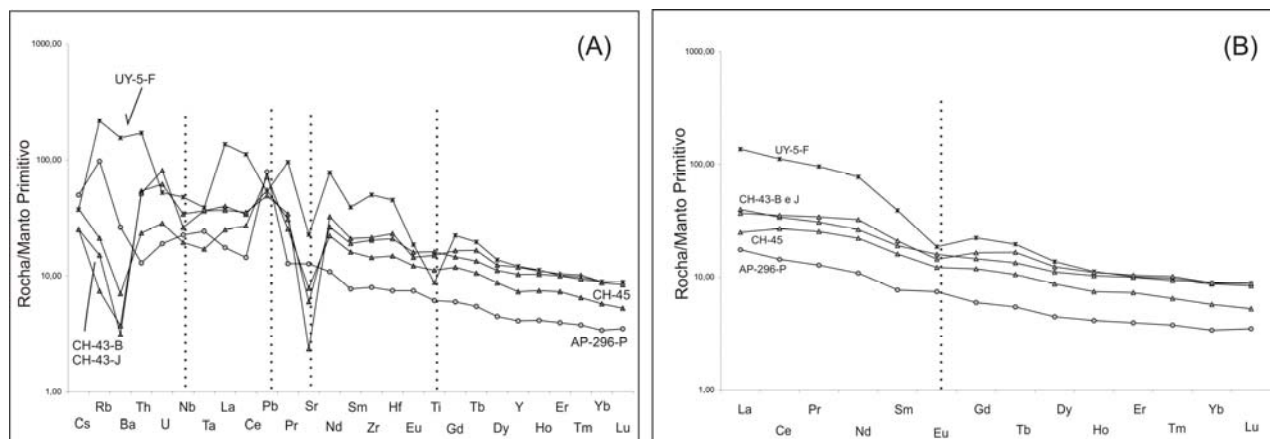 (A)
Rocha/Manto Primitivo
1000,00
100,00
10,00
1,00
UY-5-F
CH-43-B
CH-43-J
CH-45
AP-296-P
Rb Th Nb La Pb Sr Sm Hf Ti Tb Y Er Yb
Cs Ba U Ta Ce Pr Nd Zr Eu Gd Dy Ho Tm Lu
(B)
Rocha/Manto Primitivo
1000,00
100,00
10,00
1,00
UY-5-F
CH-43-B e J
CH-45
AP-296-P
La Pr Sm Gd Dy Er Yb
Ce Nd Eu Tb Ho Tm Lu